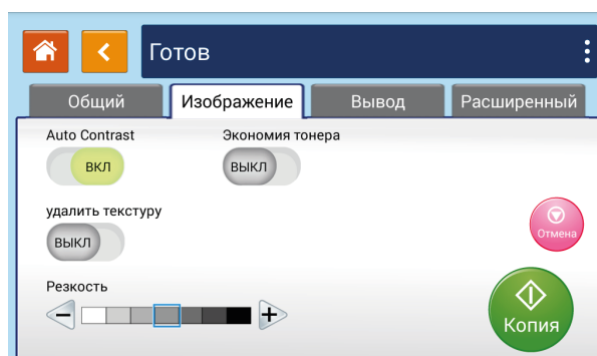 Готов
Общий Изображение Вывод Расширенный
Auto Contrast Экономия тонера
ВКЛ ВЫКЛ
удалить текстуру
ВЫКЛ
Отмена
Резкость
− +
Копия